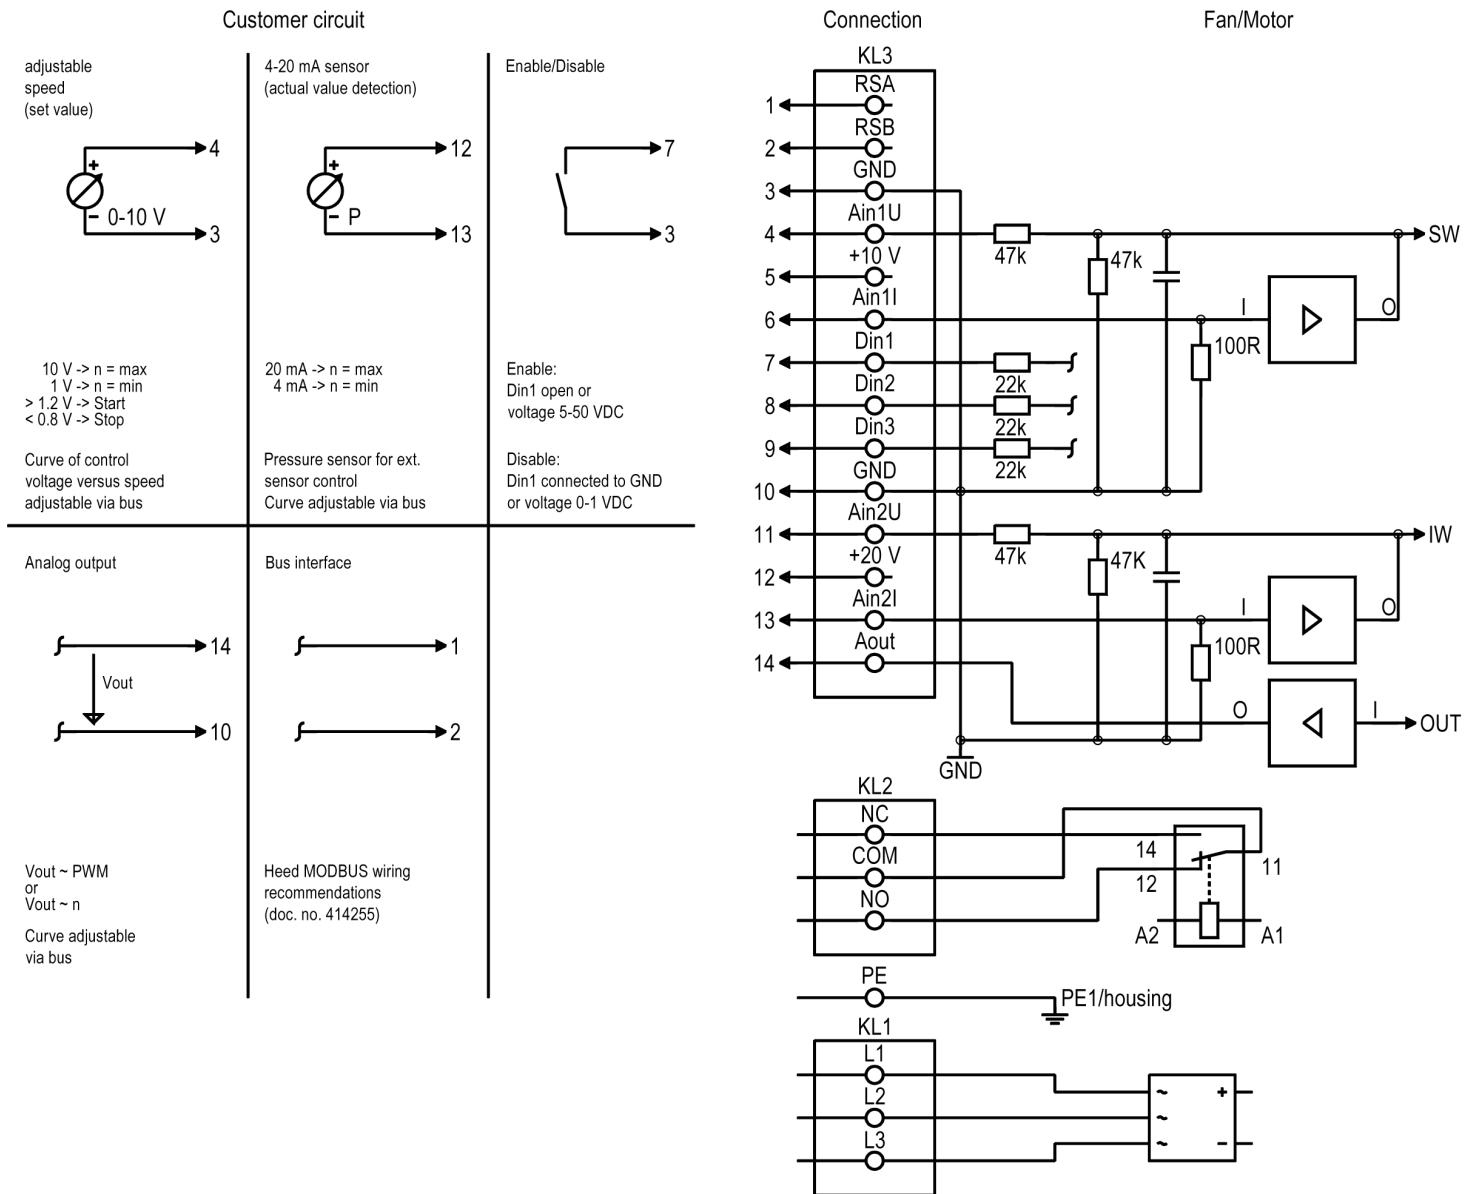 Customer circuit
Connection
Fan/Motor
adjustable
speed
(set value)
+
4
- 0-10 V
3
10 V -> n = max
1 V -> n = min
> 1.2 V -> Start
< 0.8 V -> Stop
Curve of control
voltage versus speed
adjustable via bus
4-20 mA sensor
(actual value detection)
+
12
- P
13
20 mA -> n = max
4 mA -> n = min
Pressure sensor for ext.
sensor control
Curve adjustable via bus
Enable/Disable
7
3
Enable:
Din1 open or
voltage 5-50 VDC
Disable:
Din1 connected to GND
or voltage 0-1 VDC
Analog output
14
Vout
10
Vout ~ PWM
or
Vout ~ n
Curve adjustable
via bus
Bus interface
1
2
Heed MODBUS wiring
recommendations
(doc. no. 414255)
KL3
RSA
1
RSB
2
GND
3
Ain1U
4
47k
47k
SW
+10 V
5
Ain1I
6
I
O
100R
Din1
7
22k
Din2
8
22k
Din3
9
22k
GND
10
Ain2U
11
47k
47K
IW
+20 V
12
Ain2I
13
I
O
100R
Aout
14
O
I
OUT
GND
KL2
NC
COM
NO
14
12
11
A2
A1
PE
PE1/housing
KL1
L1
L2
L3
~
~
~
+
-